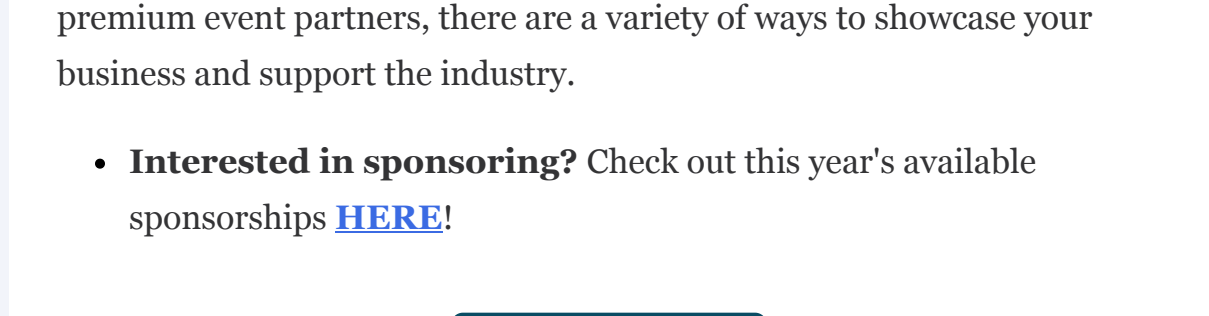 premium event partners, there are a variety of ways to showcase your
business and support the industry.
• Interested in sponsoring? Check out this year's available
sponsorships HERE!